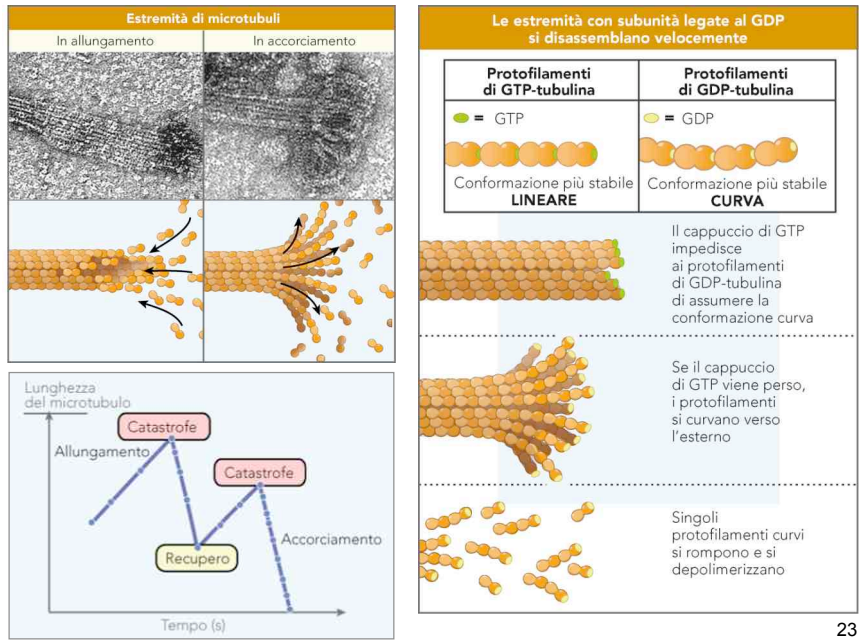 Estremità di microtubuli
In allungamento
In accorciamento
Lunghezza
del microtubulo
Catastrofe
Allungamento
Catastrofe
Accorciamento
Recupero
Tempo (s)
Le estremità con subunità legate al GDP
si disassemblano velocemente
Protofilamenti
di GTP-tubulina
Protofilamenti
di GDP-tubulina
= GTP
= GDP
Conformazione più stabile
LINEARE
Conformazione più stabile
CURVA
Il cappuccio di GTP
impedisce
ai protofilamenti
di GDP-tubulina
di assumere la
conformazione curva
Se il cappuccio
di GTP viene perso,
i protofilamenti
si curvano verso
l'esterno
Singoli
protofilamenti curvi
si rompono e si
depolimerizzano
23